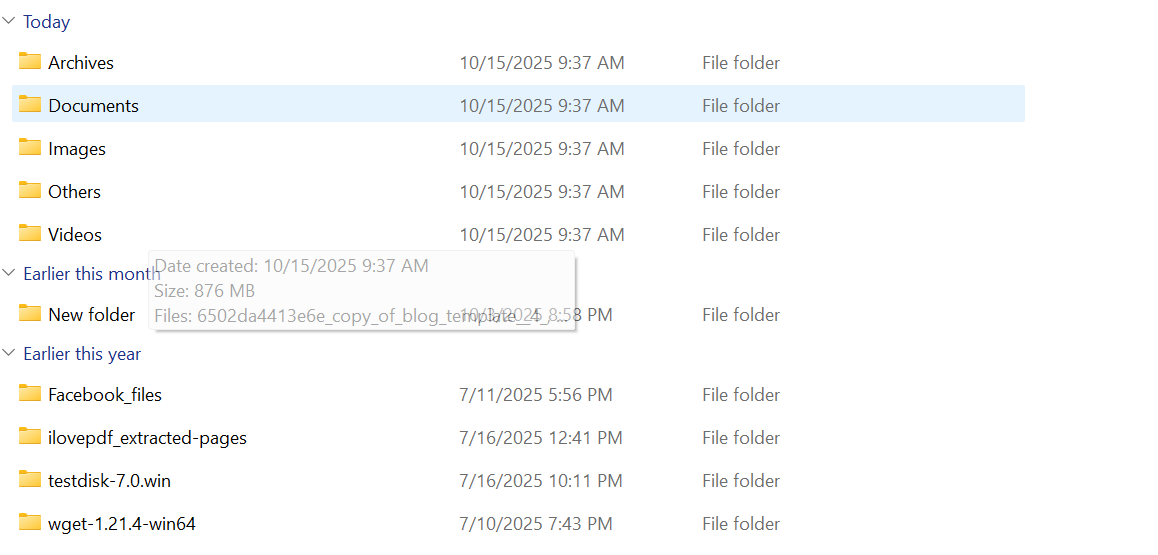 Today
Archives 10/15/2025 9:37 AM File folder
Documents 10/15/2025 9:37 AM File folder
Images 10/15/2025 9:37 AM File folder
Others 10/15/2025 9:37 AM File folder
Videos 10/15/2025 9:37 AM File folder
Earlier this month
Date created: 10/15/2025 9:37 AM
Size: 876 MB
Files: 6502da4413e6e_copy_of_blog_template__4_, ...
New folder 10/3/2025 8:58 PM File folder
Earlier this year
Facebook_files 7/11/2025 5:56 PM File folder
ilovepdf_extracted-pages 7/16/2025 12:41 PM File folder
testdisk-7.0.win 7/16/2025 10:11 PM File folder
wget-1.21.4-win64 7/10/2025 7:43 PM File folder